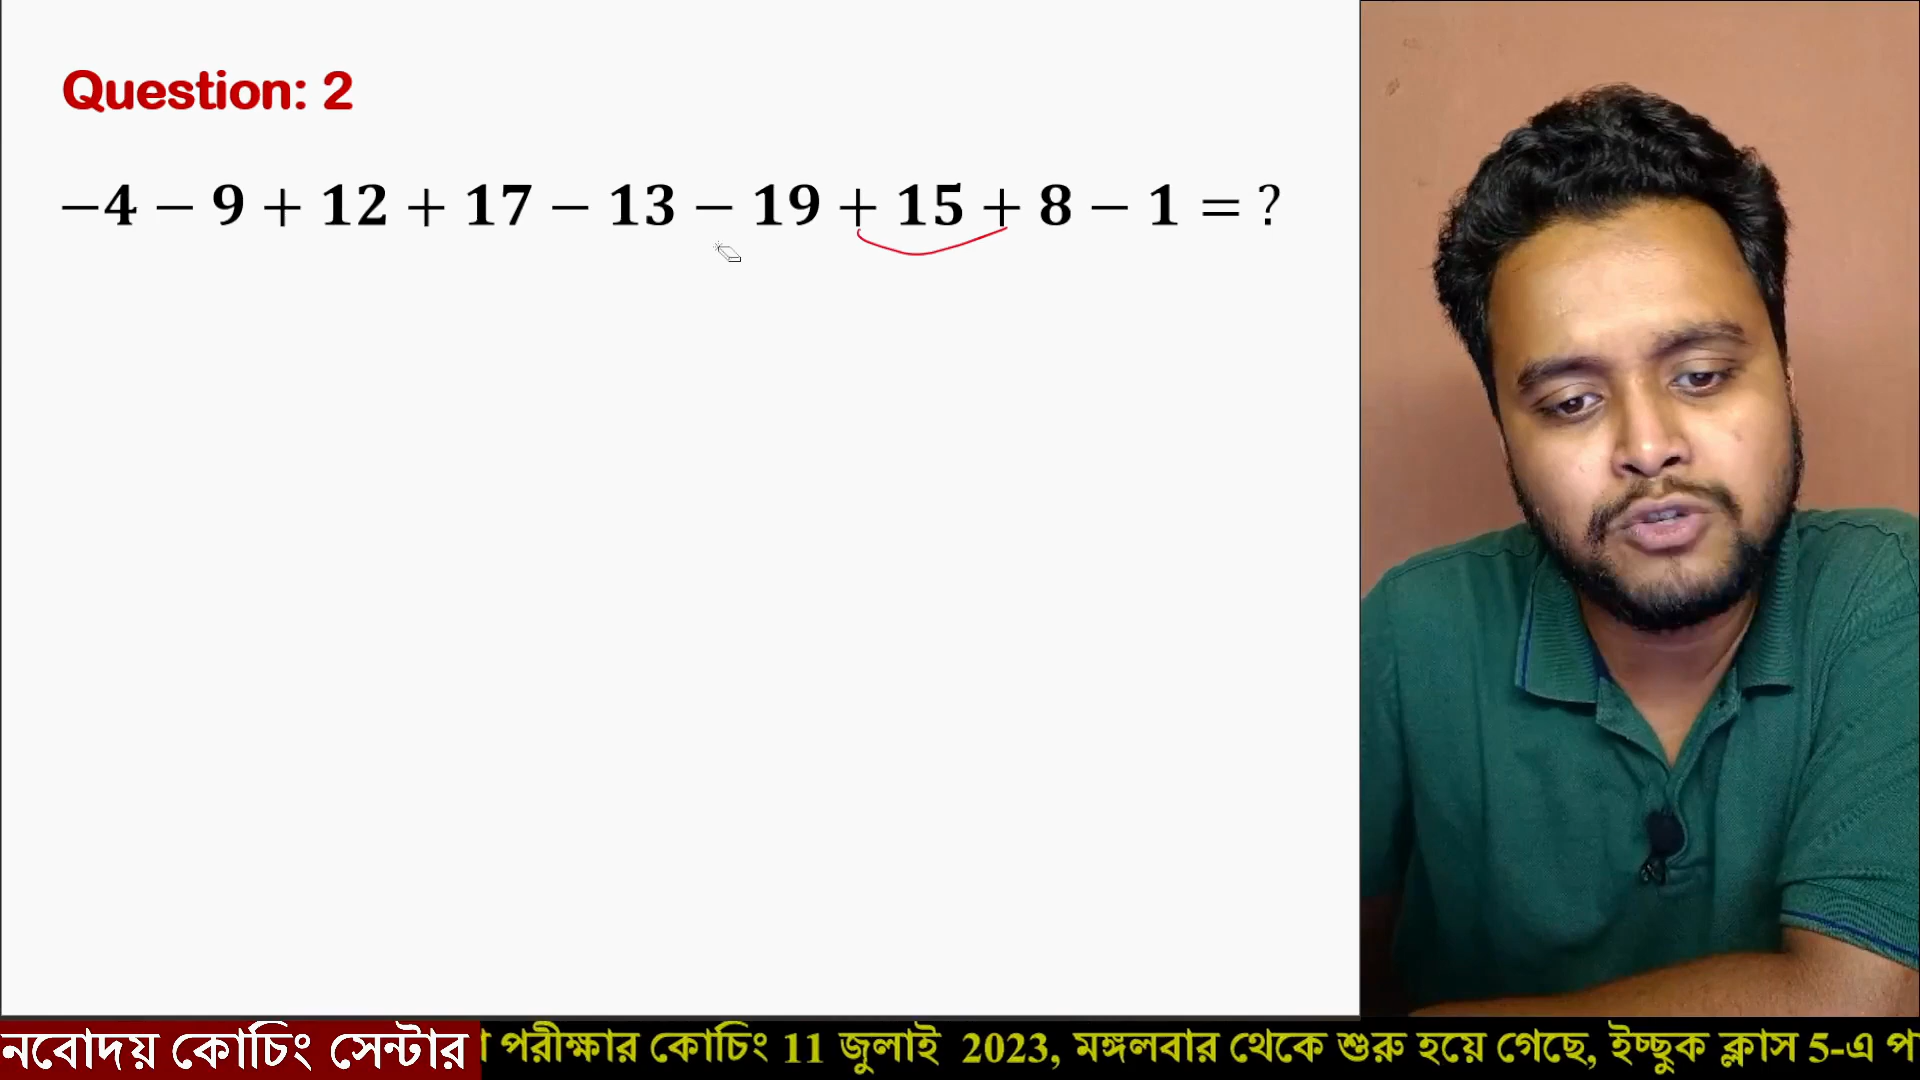 Question: 2
−4 − 9 + 12 + 17 − 13 − 19 + 15 + 8 − 1 = ?
নবোদয় কোচিং সেন্টার পরীক্ষার কোচিং 11 জুলাই 2023, মঙ্গলবার থেকে শুরু হয়ে গেছে, ইচ্ছুক ক্লাস 5-এ